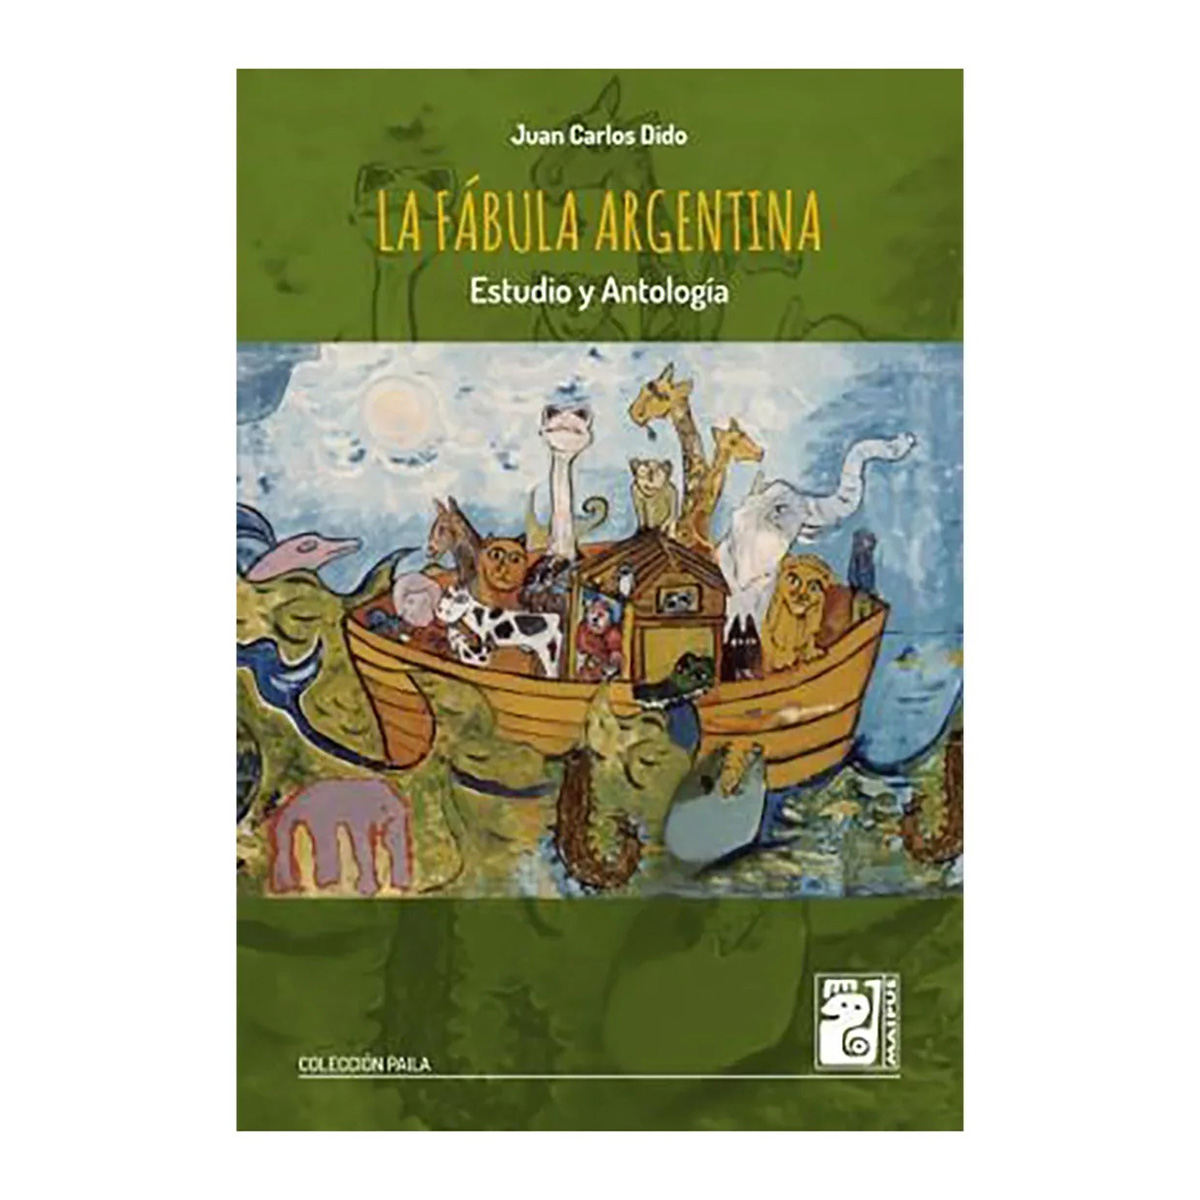 Juan Carlos Dido
LA FÁBULA ARGENTINA
Estudio y Antología
MAIPUE
COLECCIÓN PAILA